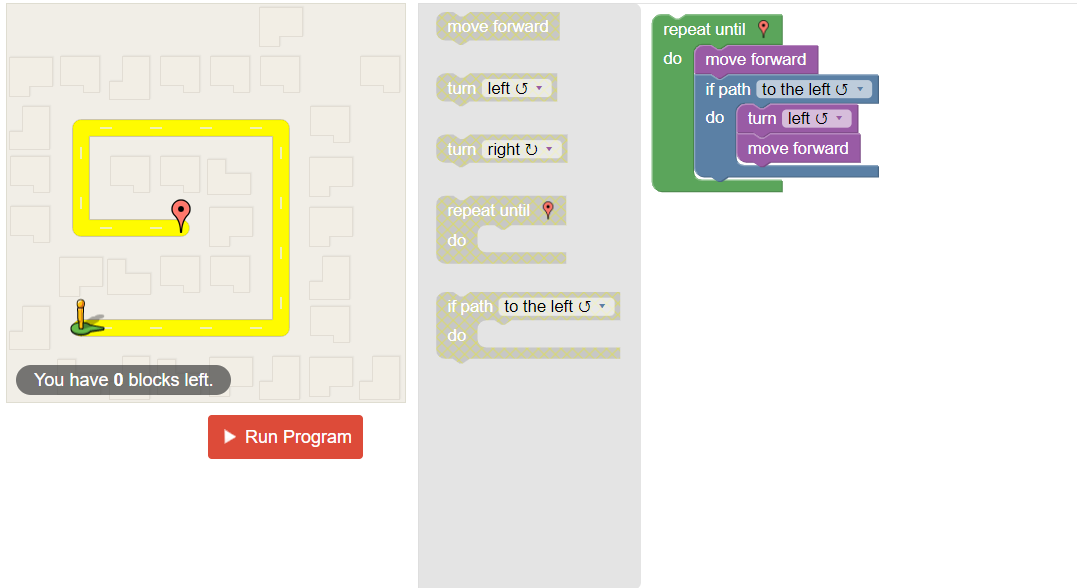 You have 0 blocks left.
Run Program
move forward
turn left ↺
turn right ↻
repeat until
do
if path to the left ↺
do
repeat until
do
move forward
if path to the left ↺
do
turn left ↺
move forward